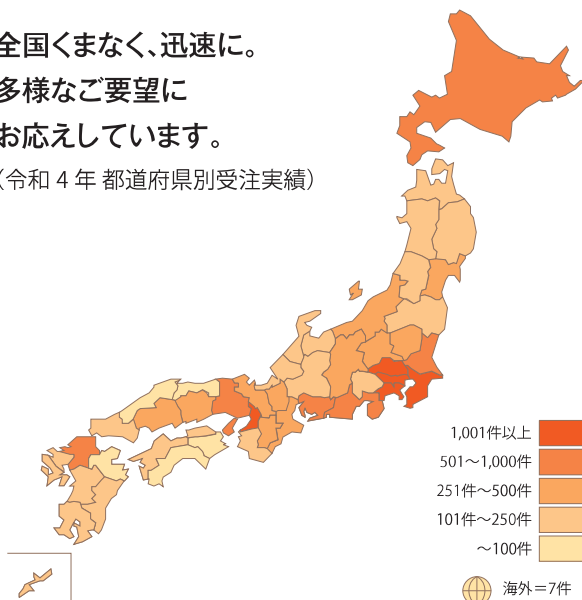 全国くまなく、迅速に。
多様なご要望に
お応えしています。
（令和 4 年 都道府県別受注実績）
1,001件以上
501～1,000件
251件～500件
101件～250件
～100件
海外＝7件